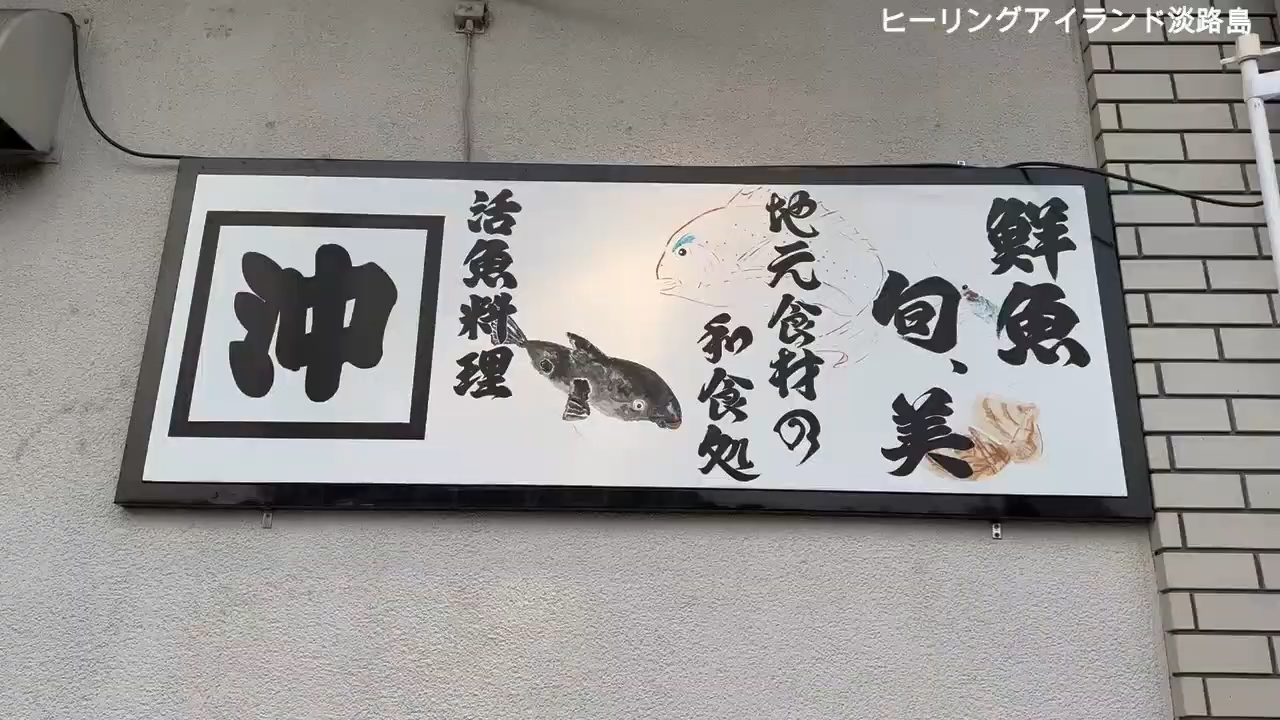 ヒーリングアイランド淡路島
鮮魚
旬、美
地元食材の
和食処
活魚料理
沖